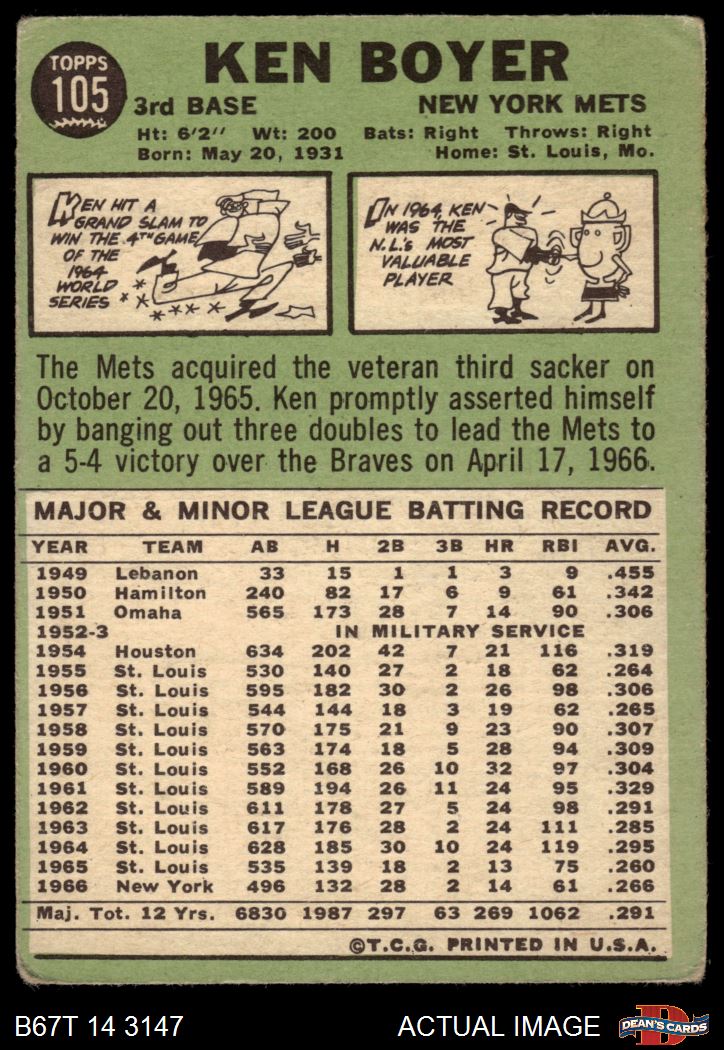 TOPPS
105
KEN BOYER
3rd BASE NEW YORK METS
Ht: 6'2" Wt: 200 Bats: Right Throws: Right
Born: May 20, 1931 Home: St. Louis, Mo.
KEN HIT A
GRAND SLAM TO
WIN THE 4TH GAME
OF THE
1964
WORLD
SERIES
IN 1964, KEN
WAS THE
N.L.'s MOST
VALUABLE
PLAYER
The Mets acquired the veteran third sacker on
October 20, 1965. Ken promptly asserted himself
by banging out three doubles to lead the Mets to
a 5-4 victory over the Braves on April 17, 1966.
MAJOR & MINOR LEAGUE BATTING RECORD
YEAR TEAM AB H 2B 3B HR RBI AVG.
1949 Lebanon 33 15 1 1 3 9 .455
1950 Hamilton 240 82 17 6 9 61 .342
1951 Omaha 565 173 28 7 14 90 .306
1952-3 IN MILITARY SERVICE
1954 Houston 634 202 42 7 21 116 .319
1955 St. Louis 530 140 27 2 18 62 .264
1956 St. Louis 595 182 30 2 26 98 .306
1957 St. Louis 544 144 18 3 19 62 .265
1958 St. Louis 570 175 21 9 23 90 .307
1959 St. Louis 563 174 18 5 28 94 .309
1960 St. Louis 552 168 26 10 32 97 .304
1961 St. Louis 589 194 26 11 24 95 .329
1962 St. Louis 611 178 27 5 24 98 .291
1963 St. Louis 617 176 28 2 24 111 .285
1964 St. Louis 628 185 30 10 24 119 .295
1965 St. Louis 535 139 18 2 13 75 .260
1966 New York 496 132 28 2 14 61 .266
Maj. Tot. 12 Yrs. 6830 1987 297 63 269 1062 .291
©T.C.G. PRINTED IN U.S.A.
B67T 14 3147 ACTUAL IMAGE D DEAN'S CARDS